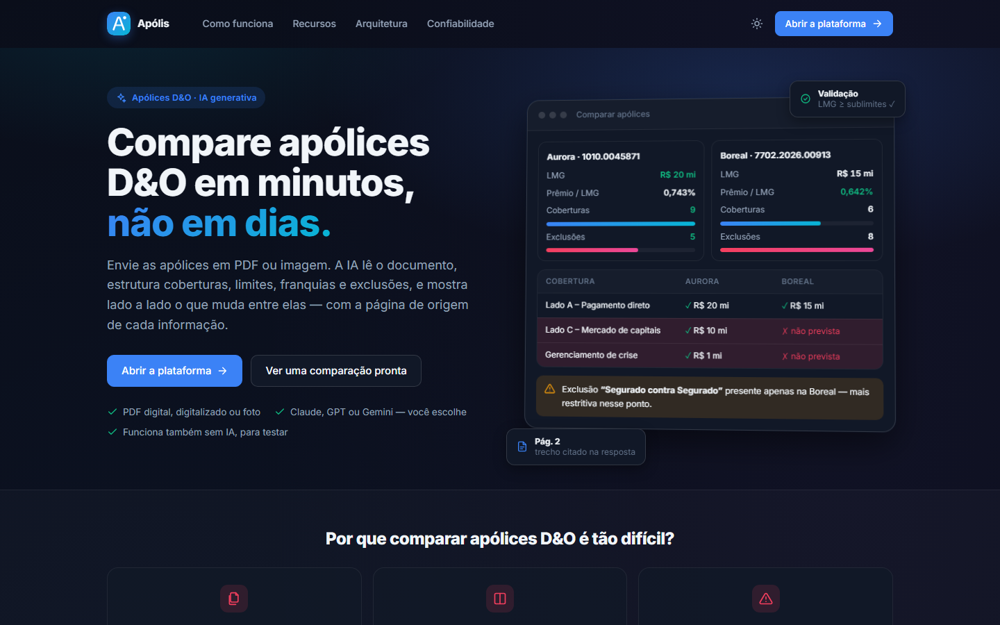 Apólis
Como funciona
Recursos
Arquitetura
Confiabilidade
Abrir a plataforma →
Apólices D&O · IA generativa
Compare apólices
D&O em minutos,
não em dias.
Envie as apólices em PDF ou imagem. A IA lê o documento,
estrutura coberturas, limites, franquias e exclusões, e mostra
lado a lado o que muda entre elas — com a página de origem
de cada informação.
Abrir a plataforma →
Ver uma comparação pronta
✓ PDF digital, digitalizado ou foto
✓ Claude, GPT ou Gemini — você escolhe
✓ Funciona também sem IA, para testar
Validação
LMG ≥ sublimites ✓
Comparar apólices
Aurora · 1010.0045871
LMG R$ 20 mi
Prêmio / LMG 0,743%
Coberturas 9
Exclusões 5
Boreal · 7702.2026.00913
LMG R$ 15 mi
Prêmio / LMG 0,642%
Coberturas 6
Exclusões 8
COBERTURA AURORA BOREAL
Lado A – Pagamento direto ✓ R$ 20 mi ✓ R$ 15 mi
Lado C – Mercado de capitais ✓ R$ 10 mi ✗ não prevista
Gerenciamento de crise ✓ R$ 1 mi ✗ não prevista
Exclusão “Segurado contra Segurado” presente apenas na Boreal — mais
restritiva nesse ponto.
Pág. 2
trecho citado na resposta
Por que comparar apólices D&O é tão difícil?